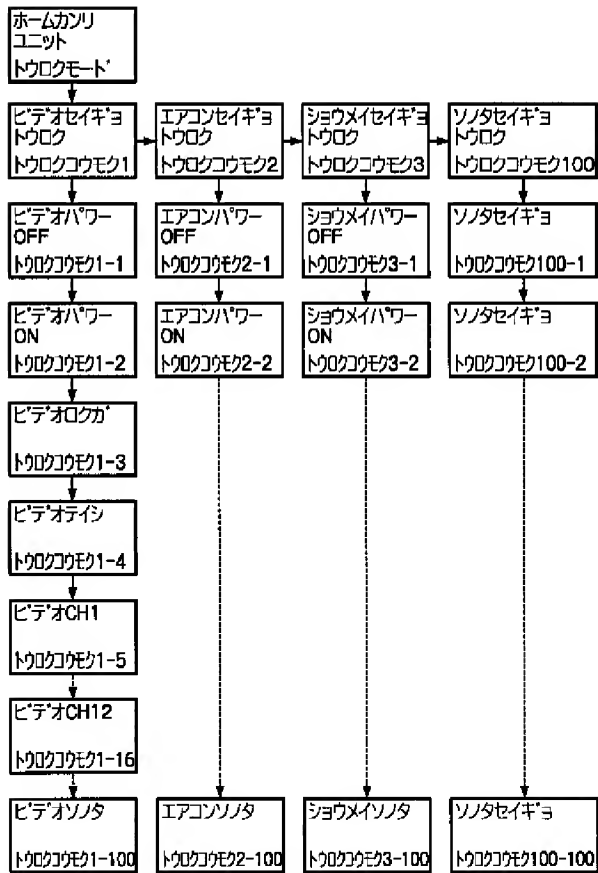 ホームカンリ
ユニット
トウロクモード
ビデオセイギョ
トウロク
トウロクコウモク1
エアコンセイギョ
トウロク
トウロクコウモク2
ショウメイセイギョ
トウロク
トウロクコウモク3
ソノタセイギョ
トウロク
トウロクコウモク100
ビデオパワー
OFF
トウロクコウモク1-1
エアコンパワー
OFF
トウロクコウモク2-1
ショウメイパワー
OFF
トウロクコウモク3-1
ソノタセイギョ
トウロクコウモク100-1
ビデオパワー
ON
トウロクコウモク1-2
エアコンパワー
ON
トウロクコウモク2-2
ショウメイパワー
ON
トウロクコウモク3-2
ソノタセイギョ
トウロクコウモク100-2
ビデオロクガ
トウロクコウモク1-3
ビデオテイシ
トウロクコウモク1-4
ビデオCH1
トウロクコウモク1-5
ビデオCH12
トウロクコウモク1-16
ビデオソノタ
トウロクコウモク1-100
エアコンソノタ
トウロクコウモク2-100
ショウメイソノタ
トウロクコウモク3-100
ソノタセイギョ
トウロクコウモク100-100